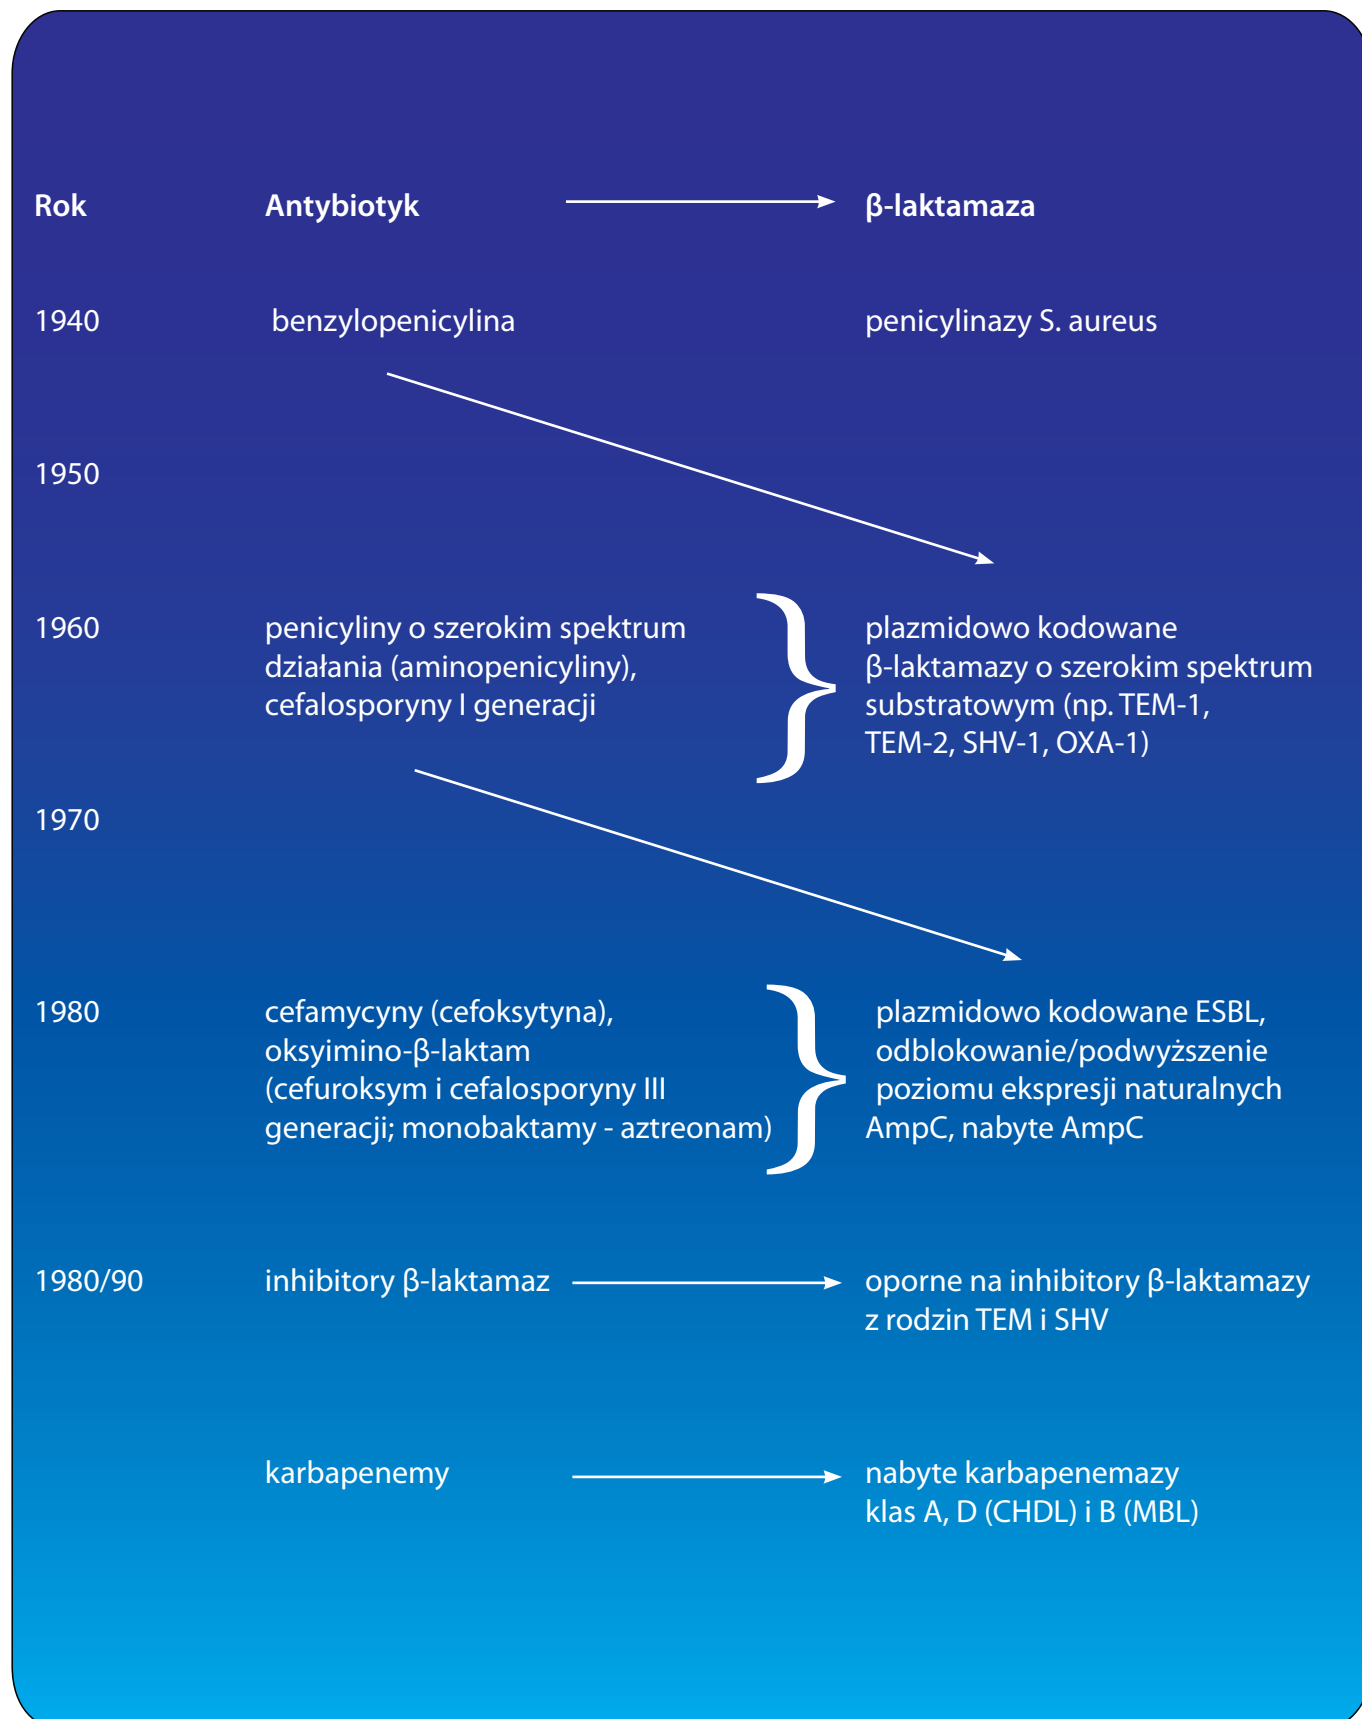 Rok Antybiotyk β-laktamaza
1940 benzylopenicylina penicylinazy S. aureus
1950
1960 penicyliny o szerokim spektrum plazmidowo kodowane
działania (aminopenicyliny), β-laktamazy o szerokim spektrum
cefalosporyny I generacji substratowym (np. TEM-1,
TEM-2, SHV-1, OXA-1)
1970
1980 cefamycyny (cefoksytyna), plazmidowo kodowane ESBL,
oksyimino-β-laktam odblokowanie/podwyższenie
(cefuroksym i cefalosporyny III poziomu ekspresji naturalnych
generacji; monobaktamy - aztreonam) AmpC, nabyte AmpC
1980/90 inhibitory β-laktamaz oporne na inhibitory β-laktamazy
z rodzin TEM i SHV
karbapenemy nabyte karbapenemazy
klas A, D (CHDL) i B (MBL)